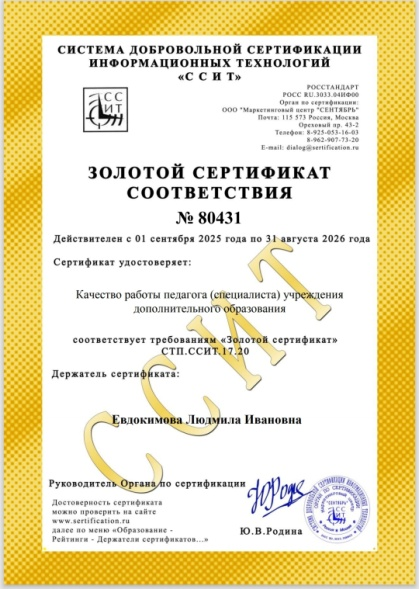 СИСТЕМА ДОБРОВОЛЬНОЙ СЕРТИФИКАЦИИ
ИНФОРМАЦИОННЫХ ТЕХНОЛОГИЙ
«С С И Т»
СС
ИТ
РОССТАНДАРТ
РОСС RU.3033.04ИФ00
Орган по сертификации:
ООО "Маркетинговый центр "СЕНТЯБРЬ"
Почта: 115 573 Россия, Москва
Ореховый пр. 43-2
Телефон: 8-925-053-16-03
8-962-907-73-20
E-mail: dialog@sertification.ru
ЗОЛОТОЙ СЕРТИФИКАТ
СООТВЕТСТВИЯ
№ 80431
Действителен с 01 сентября 2025 года по 31 августа 2026 года
Сертификат удостоверяет:
Качество работы педагога (специалиста) учреждения
дополнительного образования
соответствует требованиям «Золотой сертификат»
СТП.ССИТ.17.20
Держатель сертификата:
Евдокимова Людмила Ивановна
ССИТ
Руководитель Органа по сертификации
Достоверность сертификата
можно проверить на сайте
www.sertification.ru
далее по меню «Образование -
Рейтинги - Держатели сертификатов...»
Ю.В.Родина